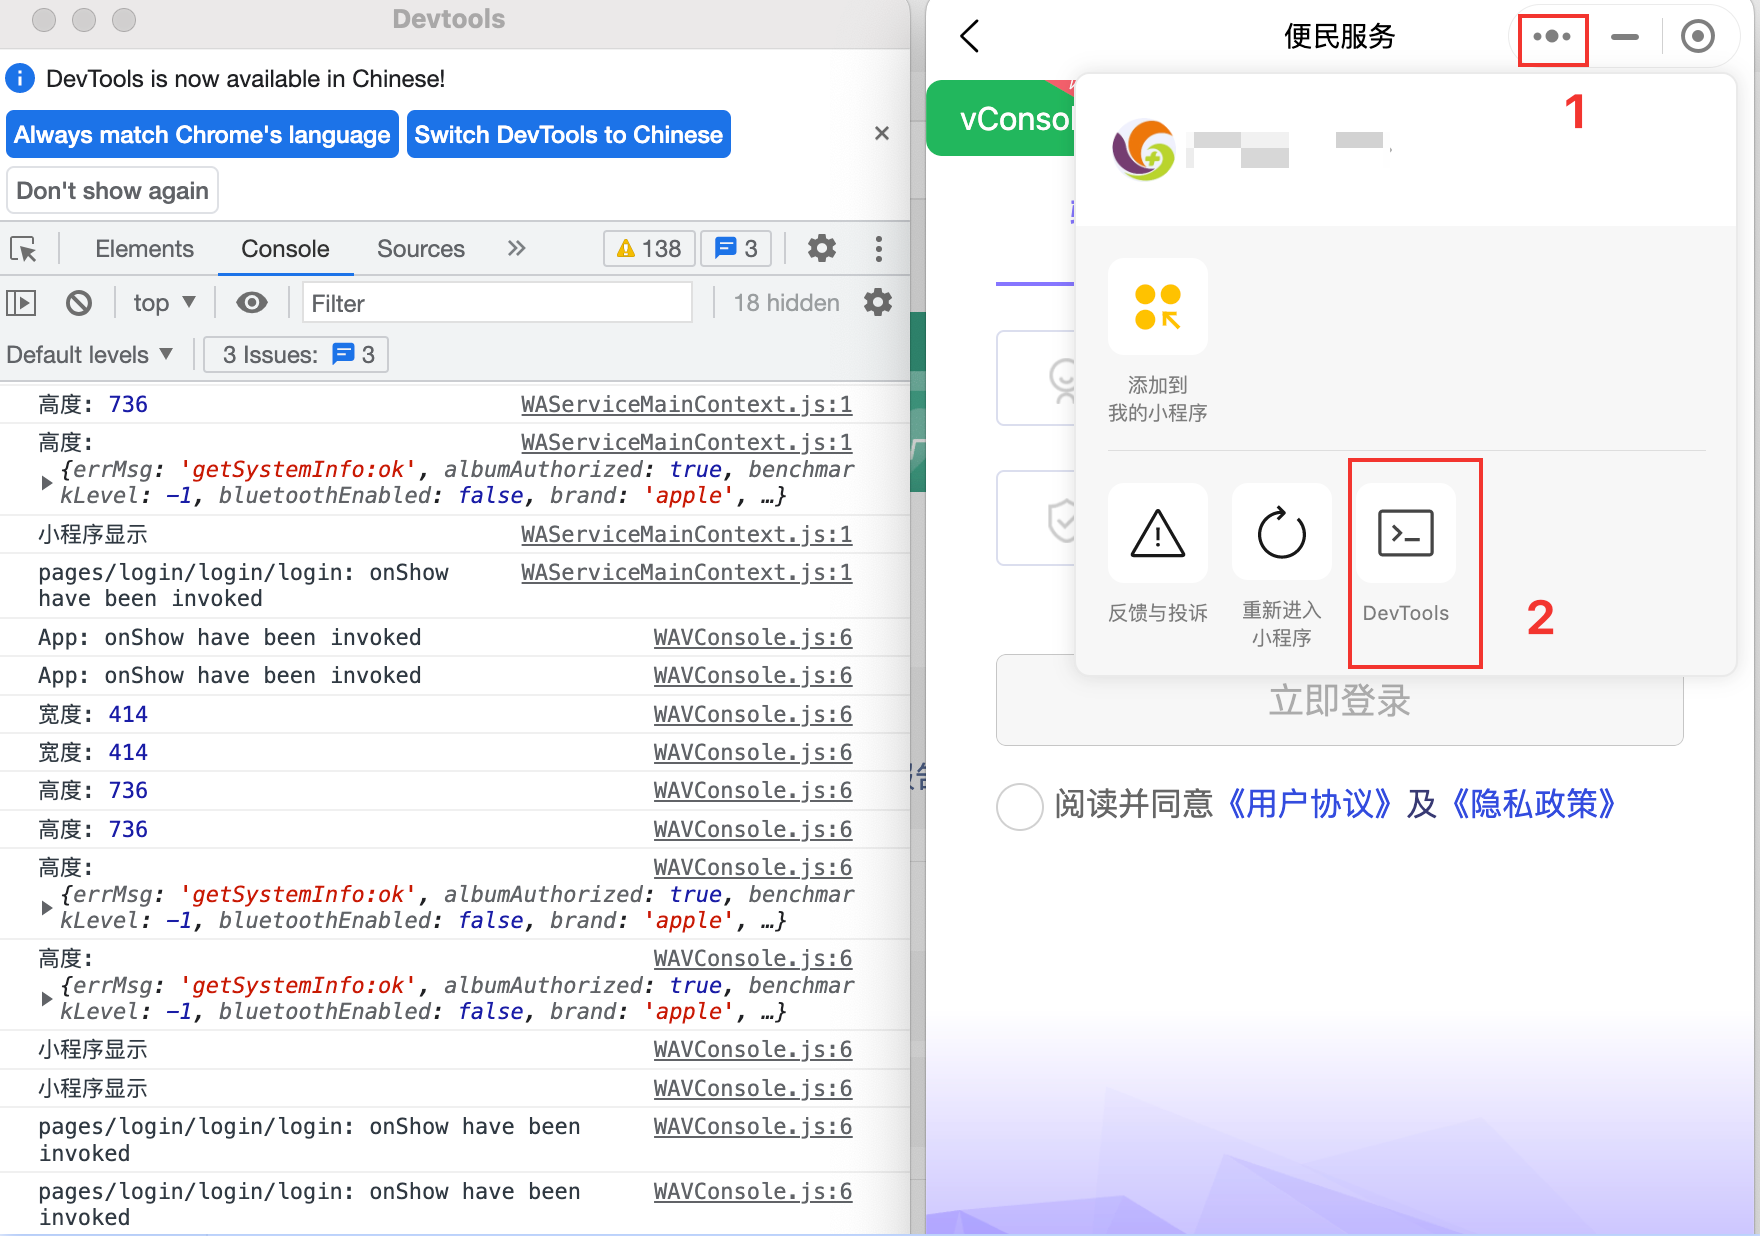 Devtools
DevTools is now available in Chinese!
Always match Chrome's language
Switch DevTools to Chinese
Don't show again
Elements
Console
Sources
138
3
top
Filter
18 hidden
Default levels
3 Issues:
3
高度: 736 WAServiceMainContext.js:1
高度: WAServiceMainContext.js:1
{errMsg: 'getSystemInfo:ok', albumAuthorized: true, benchmar
kLevel: -1, bluetoothEnabled: false, brand: 'apple', …}
小程序显示 WAServiceMainContext.js:1
pages/login/login/login: onShow WAServiceMainContext.js:1
have been invoked
App: onShow have been invoked WAVConsole.js:6
App: onShow have been invoked WAVConsole.js:6
宽度: 414 WAVConsole.js:6
宽度: 414 WAVConsole.js:6
高度: 736 WAVConsole.js:6
高度: 736 WAVConsole.js:6
高度: WAVConsole.js:6
{errMsg: 'getSystemInfo:ok', albumAuthorized: true, benchmar
kLevel: -1, bluetoothEnabled: false, brand: 'apple', …}
高度: WAVConsole.js:6
{errMsg: 'getSystemInfo:ok', albumAuthorized: true, benchmar
kLevel: -1, bluetoothEnabled: false, brand: 'apple', …}
小程序显示 WAVConsole.js:6
小程序显示 WAVConsole.js:6
pages/login/login/login: onShow have been WAVConsole.js:6
invoked
pages/login/login/login: onShow have been WAVConsole.js:6
invoked
便民服务
1
vConsol
添加到
我的小程序
反馈与投诉
重新进入
小程序
DevTools
2
立即登录
阅读并同意《用户协议》及《隐私政策》